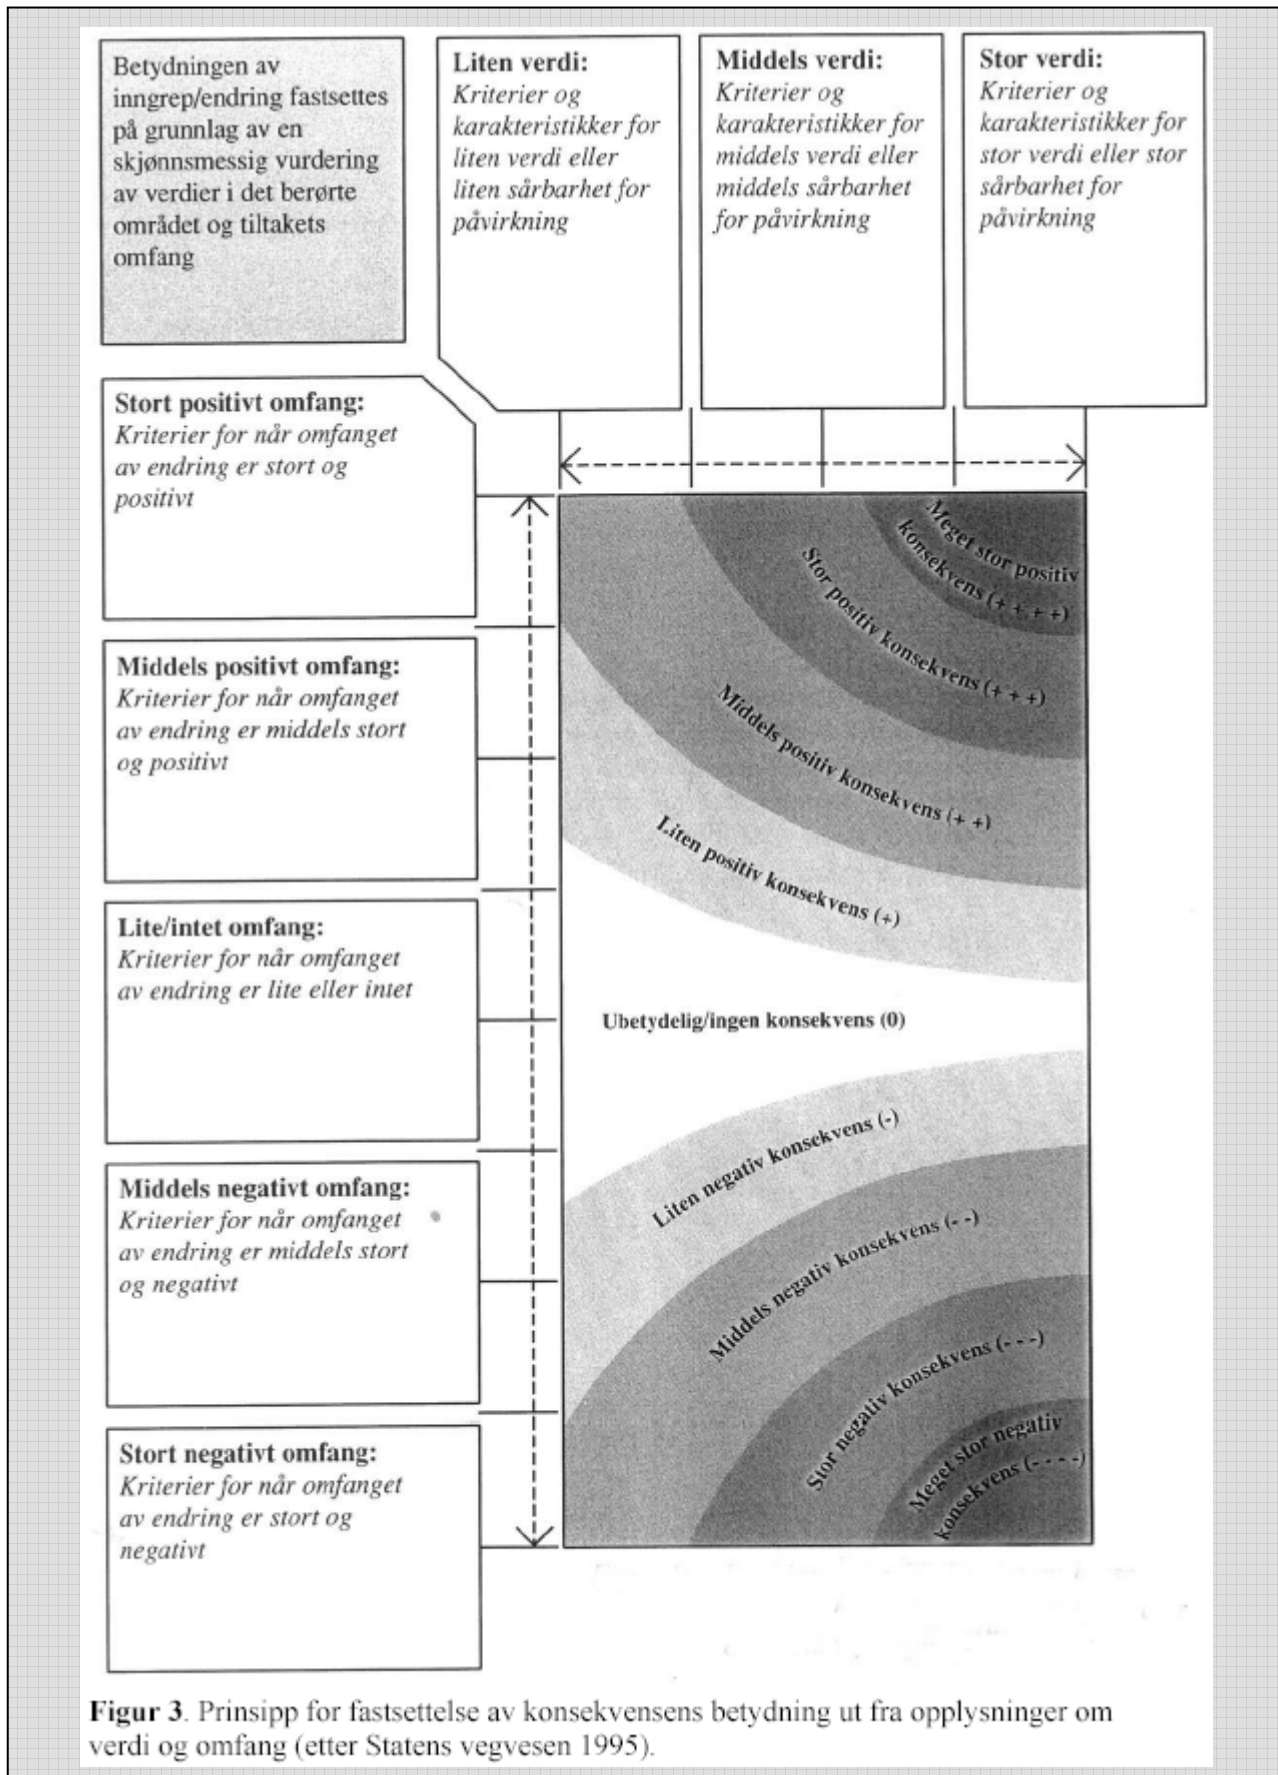 Betydningen av
inngrep/endring fastsettes
på grunnlag av en
skjønnsmessig vurdering
av verdier i det berørte
området og tiltakets
omfang
Liten verdi:
Kriterier og
karakteristikker for
liten verdi eller
liten sårbarhet for
påvirkning
Middels verdi:
Kriterier og
karakteristikker for
middels verdi eller
middels sårbarhet
for påvirkning
Stor verdi:
Kriterier og
karakteristikker for
stor verdi eller stor
sårbarhet for
påvirkning
Stort positivt omfang:
Kriterier for når omfanget
av endring er stort og
positivt
Middels positivt omfang:
Kriterier for når omfanget
av endring er middels stort
og positivt
Lite/intet omfang:
Kriterier for når omfanget
av endring er lite eller intet
Middels negativt omfang:
Kriterier for når omfanget
av endring er middels stort
og negativt
Stort negativt omfang:
Kriterier for når omfanget
av endring er stort og
negativt
Meget stor positiv
konsekvens (+ + + +)
Stor positiv konsekvens (+ + +)
Middels positiv konsekvens (+ +)
Liten positiv konsekvens (+)
Ubetydelig/ingen konsekvens (0)
Liten negativ konsekvens (-)
Middels negativ konsekvens (- -)
Stor negativ konsekvens (- - -)
Meget stor negativ
konsekvens (- - - -)
Figur 3. Prinsipp for fastsettelse av konsekvensens betydning ut fra opplysninger om
verdi og omfang (etter Statens vegvesen 1995).